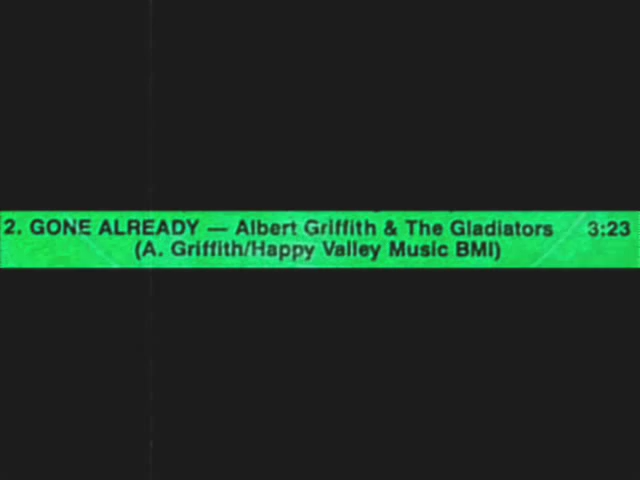 2. GONE ALREADY — Albert Griffith & The Gladiators 3:23
(A. Griffith/Happy Valley Music BMI)